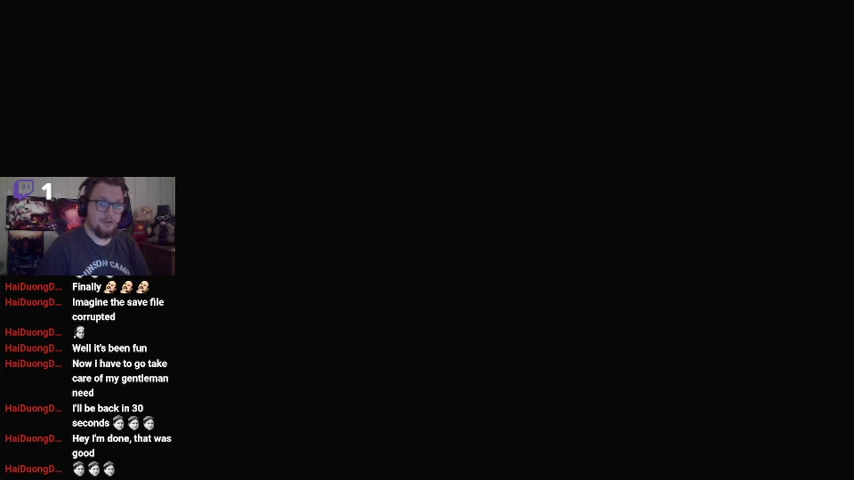 1
HaiDuongD... Finally
HaiDuongD... Imagine the save file
corrupted
HaiDuongD...
HaiDuongD... Well it's been fun
HaiDuongD... Now I have to go take
care of my gentleman
need
HaiDuongD... I'll be back in 30
seconds
HaiDuongD... Hey I'm done, that was
good
HaiDuongD...